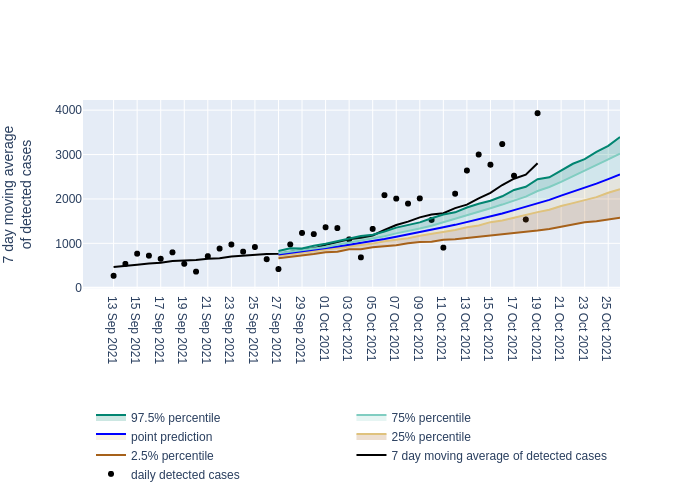 7 day moving average
of detected cases
4000
3000
2000
1000
0
13 Sep 2021
15 Sep 2021
17 Sep 2021
19 Sep 2021
21 Sep 2021
23 Sep 2021
25 Sep 2021
27 Sep 2021
29 Sep 2021
01 Oct 2021
03 Oct 2021
05 Oct 2021
07 Oct 2021
09 Oct 2021
11 Oct 2021
13 Oct 2021
15 Oct 2021
17 Oct 2021
19 Oct 2021
21 Oct 2021
23 Oct 2021
25 Oct 2021
97.5% percentile
75% percentile
point prediction
25% percentile
2.5% percentile
7 day moving average of detected cases
daily detected cases